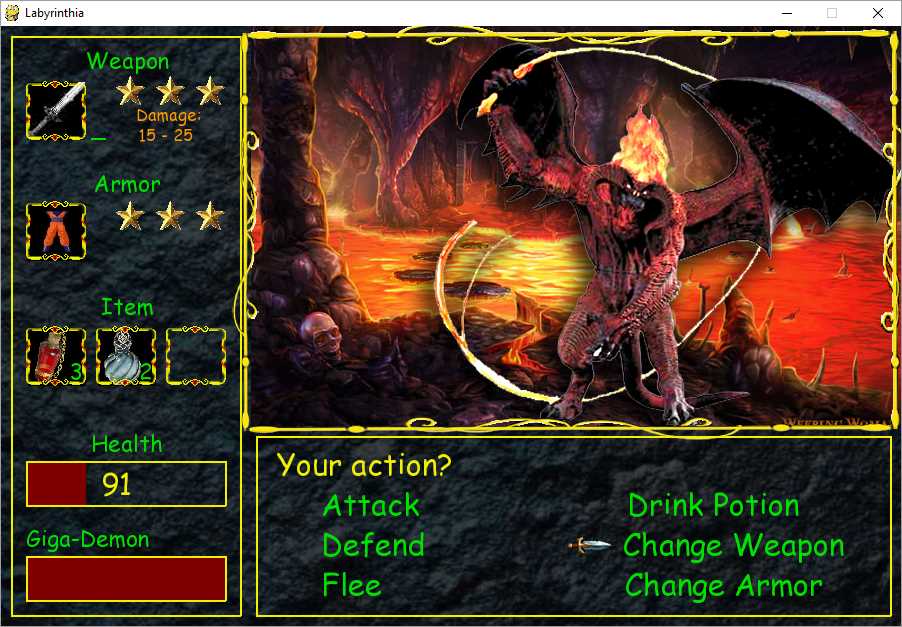 Labyrinthia
Weapon
Damage:
15 - 25
Armor
Item
3
2
Health
91
Giga-Demon
Your action?
Attack
Drink Potion
Defend
Change Weapon
Flee
Change Armor